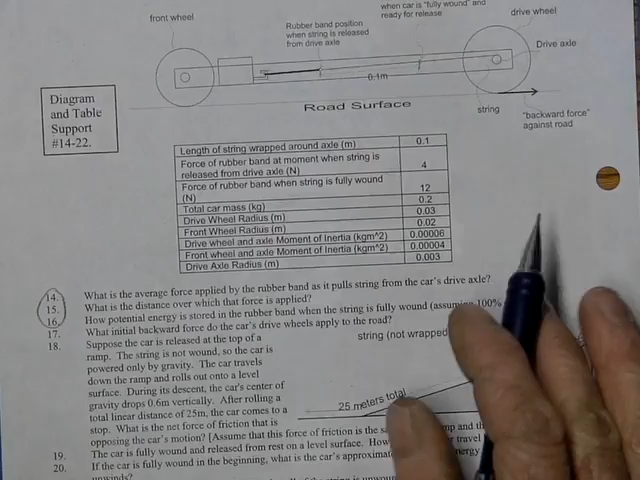 when car is "fully wound" and
ready for release
front wheel
drive wheel
Rubber band position
when string is released
from drive axle
Drive axle
0.1m
Road Surface
string
"backward force"
against road
Diagram
and Table
Support
#14-22.
Length of string wrapped around axle (m) 0.1
Force of rubber band at moment when string is
released from drive axle (N) 4
Force of rubber band when string is fully wound
(N) 12
Total car mass (kg) 0.2
Drive Wheel Radius (m) 0.03
Front Wheel Radius (m) 0.02
Drive wheel and axle Moment of Inertia (kgm^2) 0.00006
Front wheel and axle Moment of Inertia (kgm^2) 0.00004
Drive Axle Radius (m) 0.003
14. What is the average force applied by the rubber band as it pulls string from the car's drive axle?
15. What is the distance over which that force is applied?
16. How potential energy is stored in the rubber band when the string is fully wound (assuming 100%
17. What initial backward force do the car's drive wheels apply to the road?
18. Suppose the car is released at the top of a
ramp. The string is not wound, so the car is
powered only by gravity. The car travels
down the ramp and rolls out onto a level
surface. During its descent, the car's center of
gravity drops 0.6m vertically. After rolling a
total linear distance of 25m, the car comes to a
stop. What is the net force of friction that is
opposing the car's motion? [Assume that this force of friction is the
string (not wrapped
25 meters total
19. The car is fully wound and released from rest on a level surface. How travel
20. If the car is fully wound in the beginning, what is the car's approximate energy